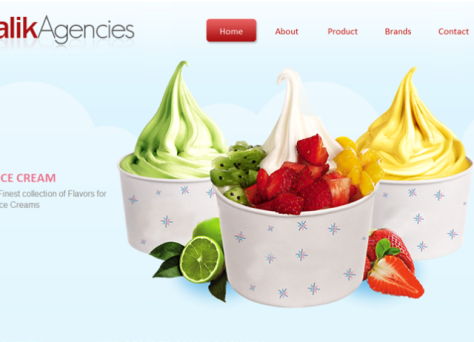 alikAgencies
Home
About
Product
Brands
Contact
CE CREAM
Finest collection of Flavors for
ce Creams